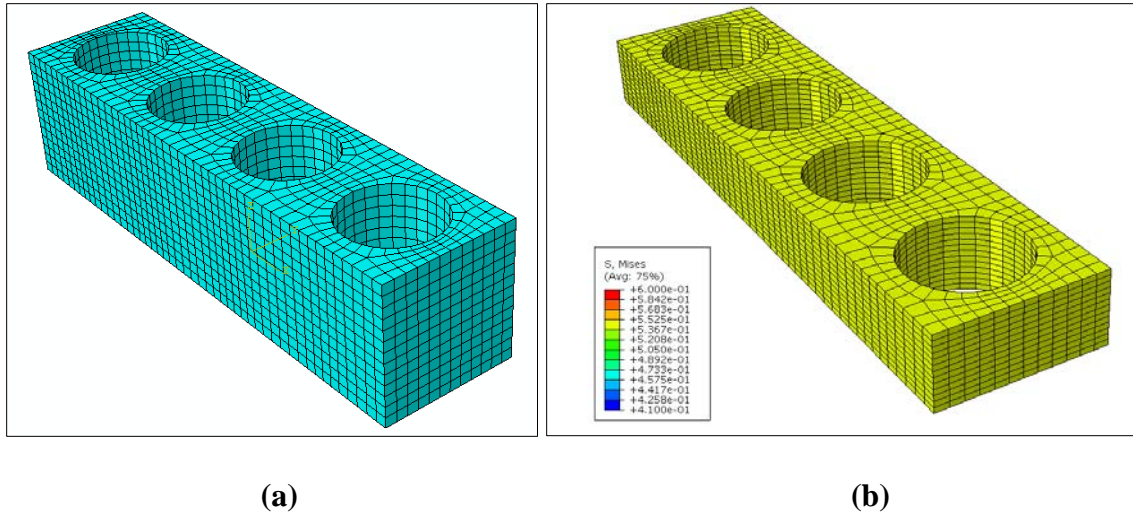 S, Mises
(Avg: 75%)
+6.000e-01
+5.842e-01
+5.683e-01
+5.525e-01
+5.367e-01
+5.208e-01
+5.050e-01
+4.892e-01
+4.733e-01
+4.575e-01
+4.417e-01
+4.258e-01
+4.100e-01
(a) (b)